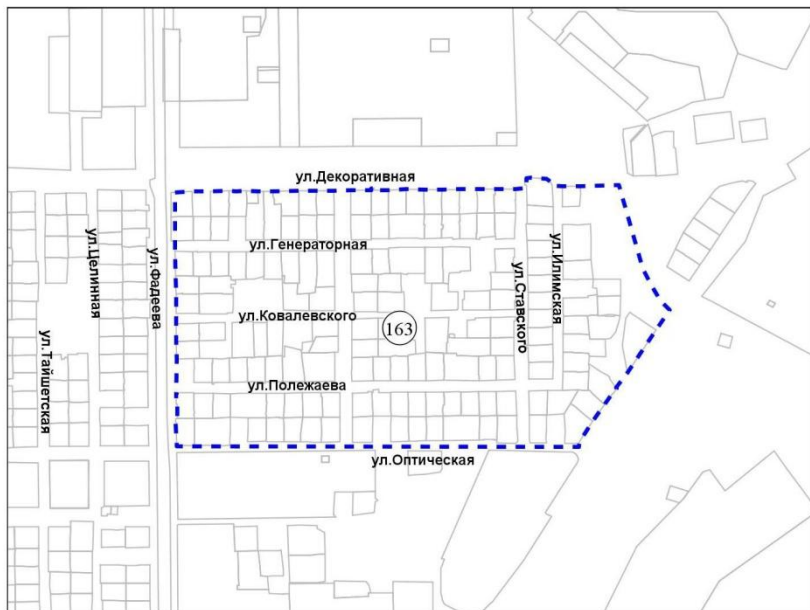 ул.Декоративная
ул.Генераторная
ул.Целинная
ул.Фадеева
ул.Ставского
ул.Илимская
ул.Ковалевского
163
ул.Тайшетская
ул.Полежаева
ул.Оптическая